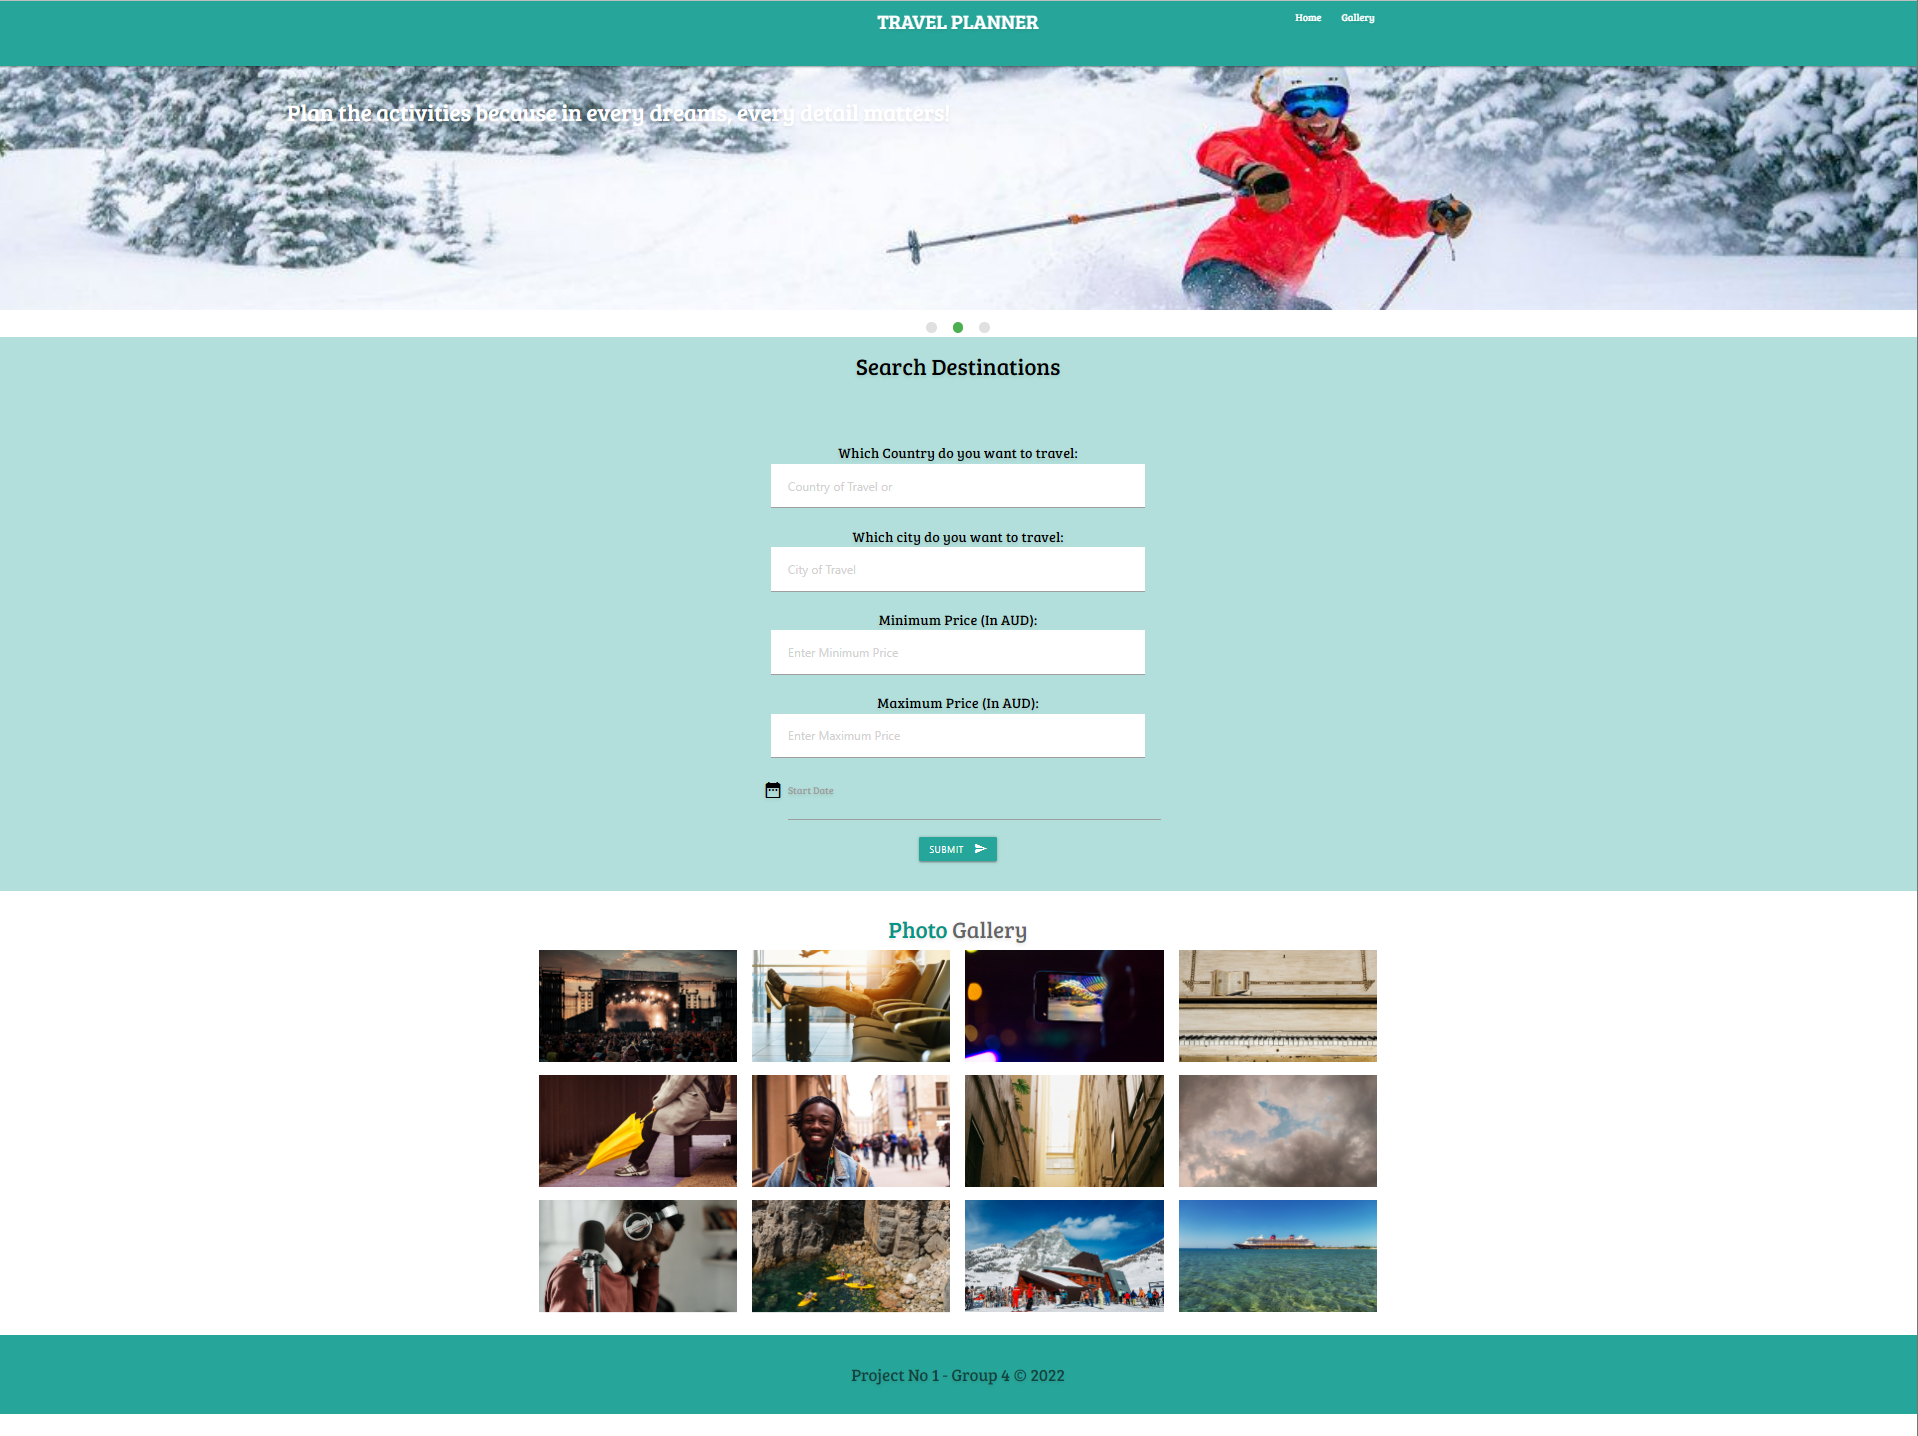 TRAVEL PLANNER
Home Gallery
Plan the activities because in every dreams, every detail matters!
Search Destinations
Which Country do you want to travel:
Country of Travel or
Which city do you want to travel:
City of Travel
Minimum Price (In AUD):
Enter Minimum Price
Maximum Price (In AUD):
Enter Maximum Price
Start Date
SUBMIT
Photo Gallery
Project No 1 - Group 4 © 2022